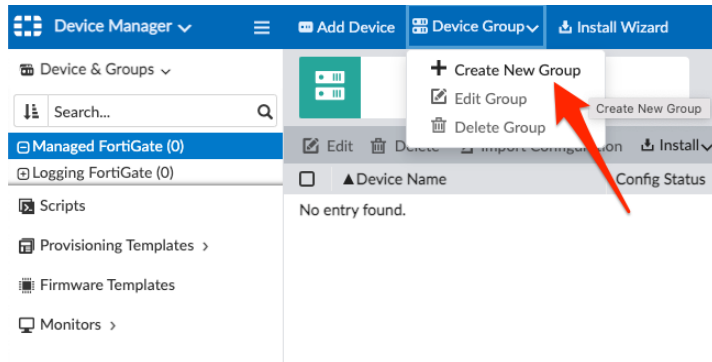 Device Manager
Add Device
Device Group
Install Wizard
Device & Groups
Create New Group
Search...
Edit Group
Create New Group
Delete Group
Managed FortiGate (0)
Edit
Install
Logging FortiGate (0)
Device Name
Config Status
Scripts
No entry found.
Provisioning Templates
Firmware Templates
Monitors